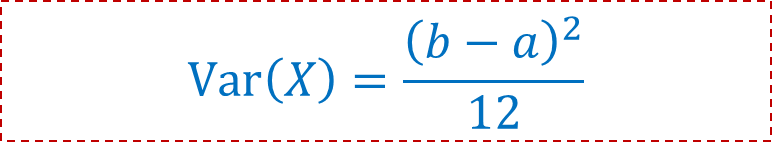 Var(X) = (b − a)² / 12